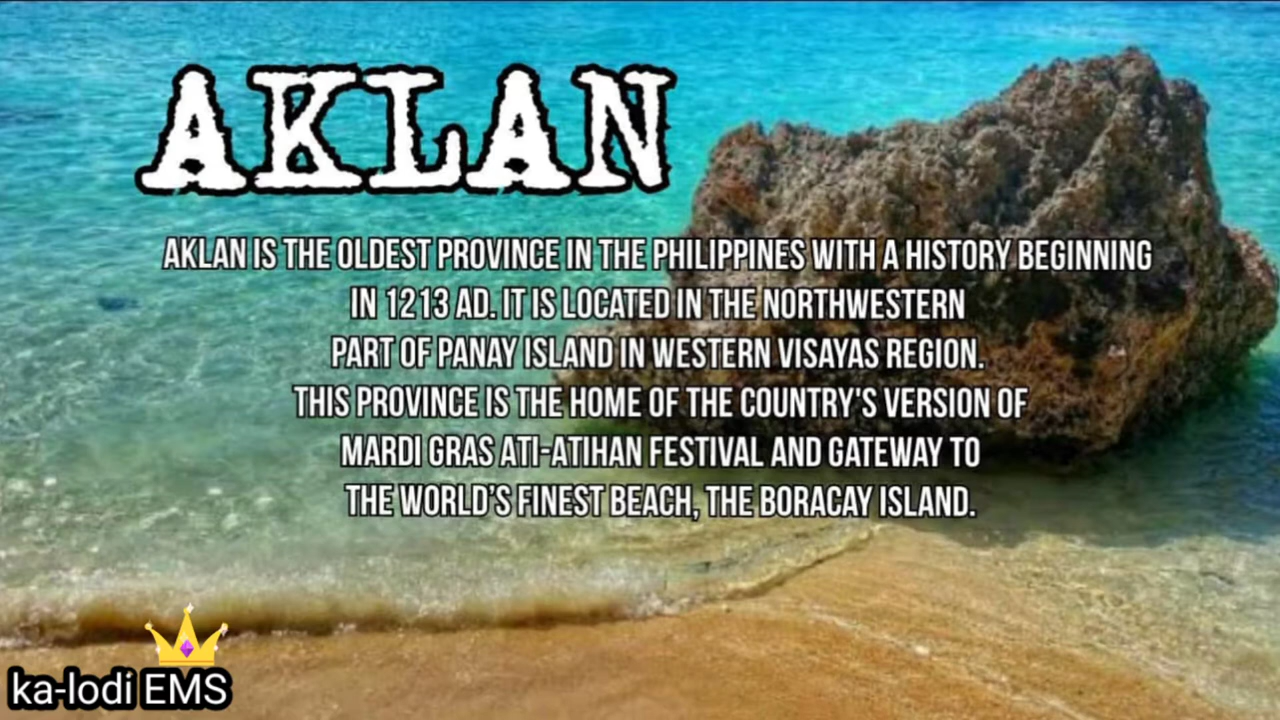 AKLAN
AKLAN IS THE OLDEST PROVINCE IN THE PHILIPPINES WITH A HISTORY BEGINNING
IN 1213 AD. IT IS LOCATED IN THE NORTHWESTERN
PART OF PANAY ISLAND IN WESTERN VISAYAS REGION.
THIS PROVINCE IS THE HOME OF THE COUNTRY'S VERSION OF
MARDI GRAS ATI-ATIHAN FESTIVAL AND GATEWAY TO
THE WORLD'S FINEST BEACH, THE BORACAY ISLAND.
ka-lodi EMS